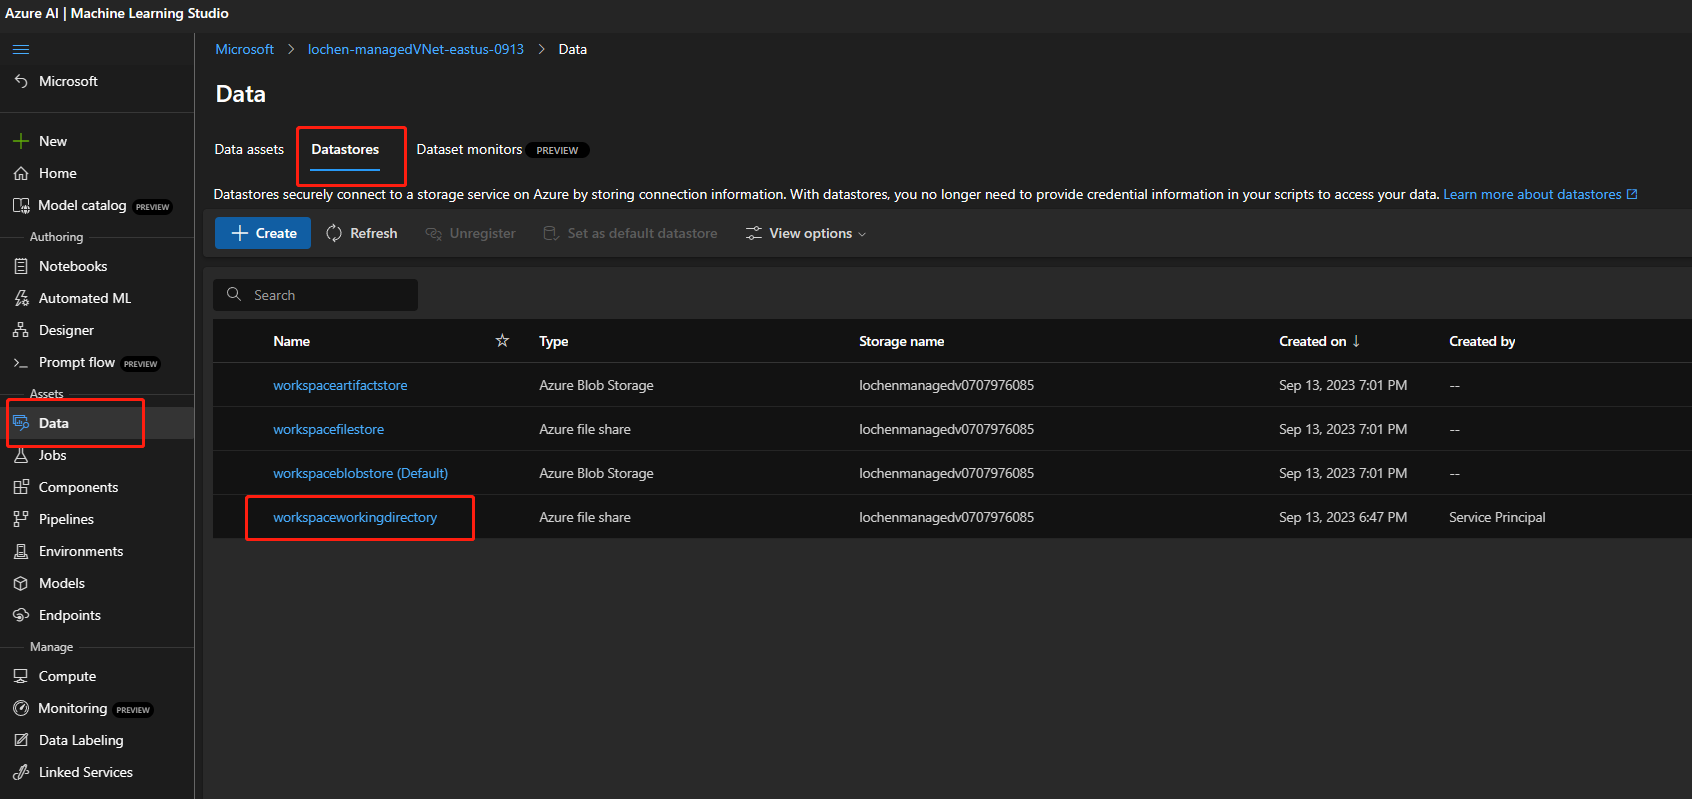 Azure AI | Machine Learning Studio
Microsoft > lochen-managedVNet-eastus-0913 > Data
Microsoft
New
Home
Model catalog PREVIEW
Authoring
Notebooks
Automated ML
Designer
Prompt flow PREVIEW
Assets
Data
Jobs
Components
Pipelines
Environments
Models
Endpoints
Manage
Compute
Monitoring PREVIEW
Data Labeling
Linked Services
Data
Data assets Datastores Dataset monitors PREVIEW
Datastores securely connect to a storage service on Azure by storing connection information. With datastores, you no longer need to provide credential information in your scripts to access your data. Learn more about datastores
Create Refresh Unregister Set as default datastore View options
Search
Name Type Storage name Created on ↓ Created by
workspaceartifactstore Azure Blob Storage lochenmanagedv0707976085 Sep 13, 2023 7:01 PM --
workspacefilestore Azure file share lochenmanagedv0707976085 Sep 13, 2023 7:01 PM --
workspaceblobstore (Default) Azure Blob Storage lochenmanagedv0707976085 Sep 13, 2023 7:01 PM --
workspaceworkingdirectory Azure file share lochenmanagedv0707976085 Sep 13, 2023 6:47 PM Service Principal